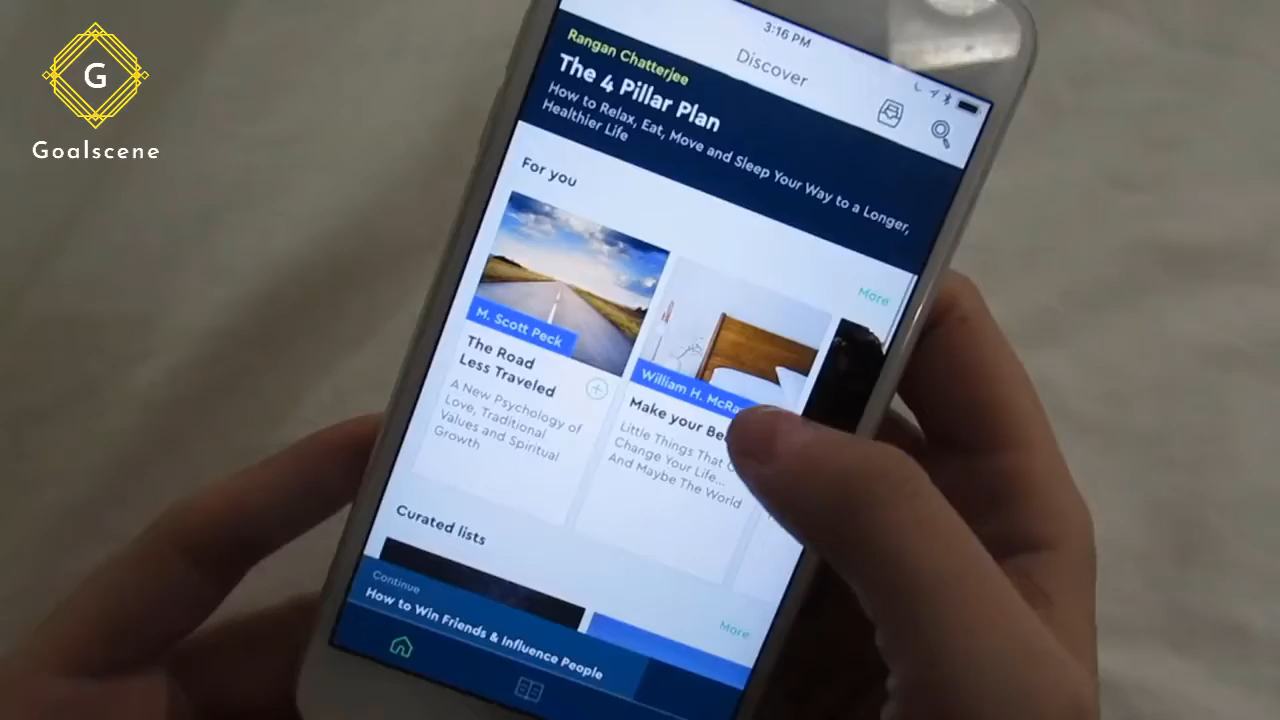 G
Goalscene
3:16 PM
Discover
Rangan Chatterjee
The 4 Pillar Plan
How to Relax, Eat, Move and Sleep Your Way to a Longer,
Healthier Life
For you
More
M. Scott Peck
The Road
Less Traveled
A New Psychology of
Love, Traditional
Values and Spiritual
Growth
William H. McRa
Make your Be
Little Things That
Change Your Life...
And Maybe The World
Curated lists
More
Continue
How to Win Friends & Influence People